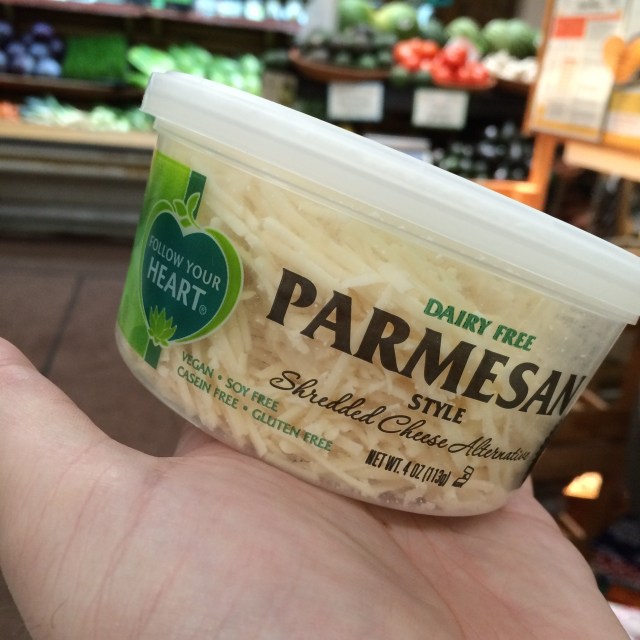 FOLLOW YOUR
HEART®
DAIRY FREE
PARMESAN
STYLE
Shredded Cheese Alternative
VEGAN • SOY FREE
CASEIN FREE • GLUTEN FREE
NET WT. 4 OZ (113g)